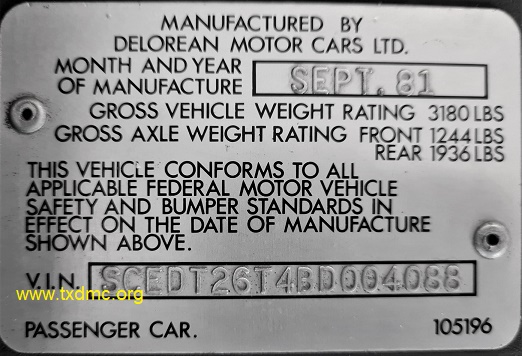 MANUFACTURED BY
DELOREAN MOTOR CARS LTD.
MONTH AND YEAR
OF MANUFACTURE SEPT. 81
GROSS VEHICLE WEIGHT RATING 3180 LBS
GROSS AXLE WEIGHT RATING FRONT 1244 LBS
REAR 1936 LBS
THIS VEHICLE CONFORMS TO ALL
APPLICABLE FEDERAL MOTOR VEHICLE
SAFETY AND BUMPER STANDARDS IN
EFFECT ON THE DATE OF MANUFACTURE
SHOWN ABOVE.
V.I.N. SCEDT26T4BD004088
www.txdmc.org
PASSENGER CAR. 105196